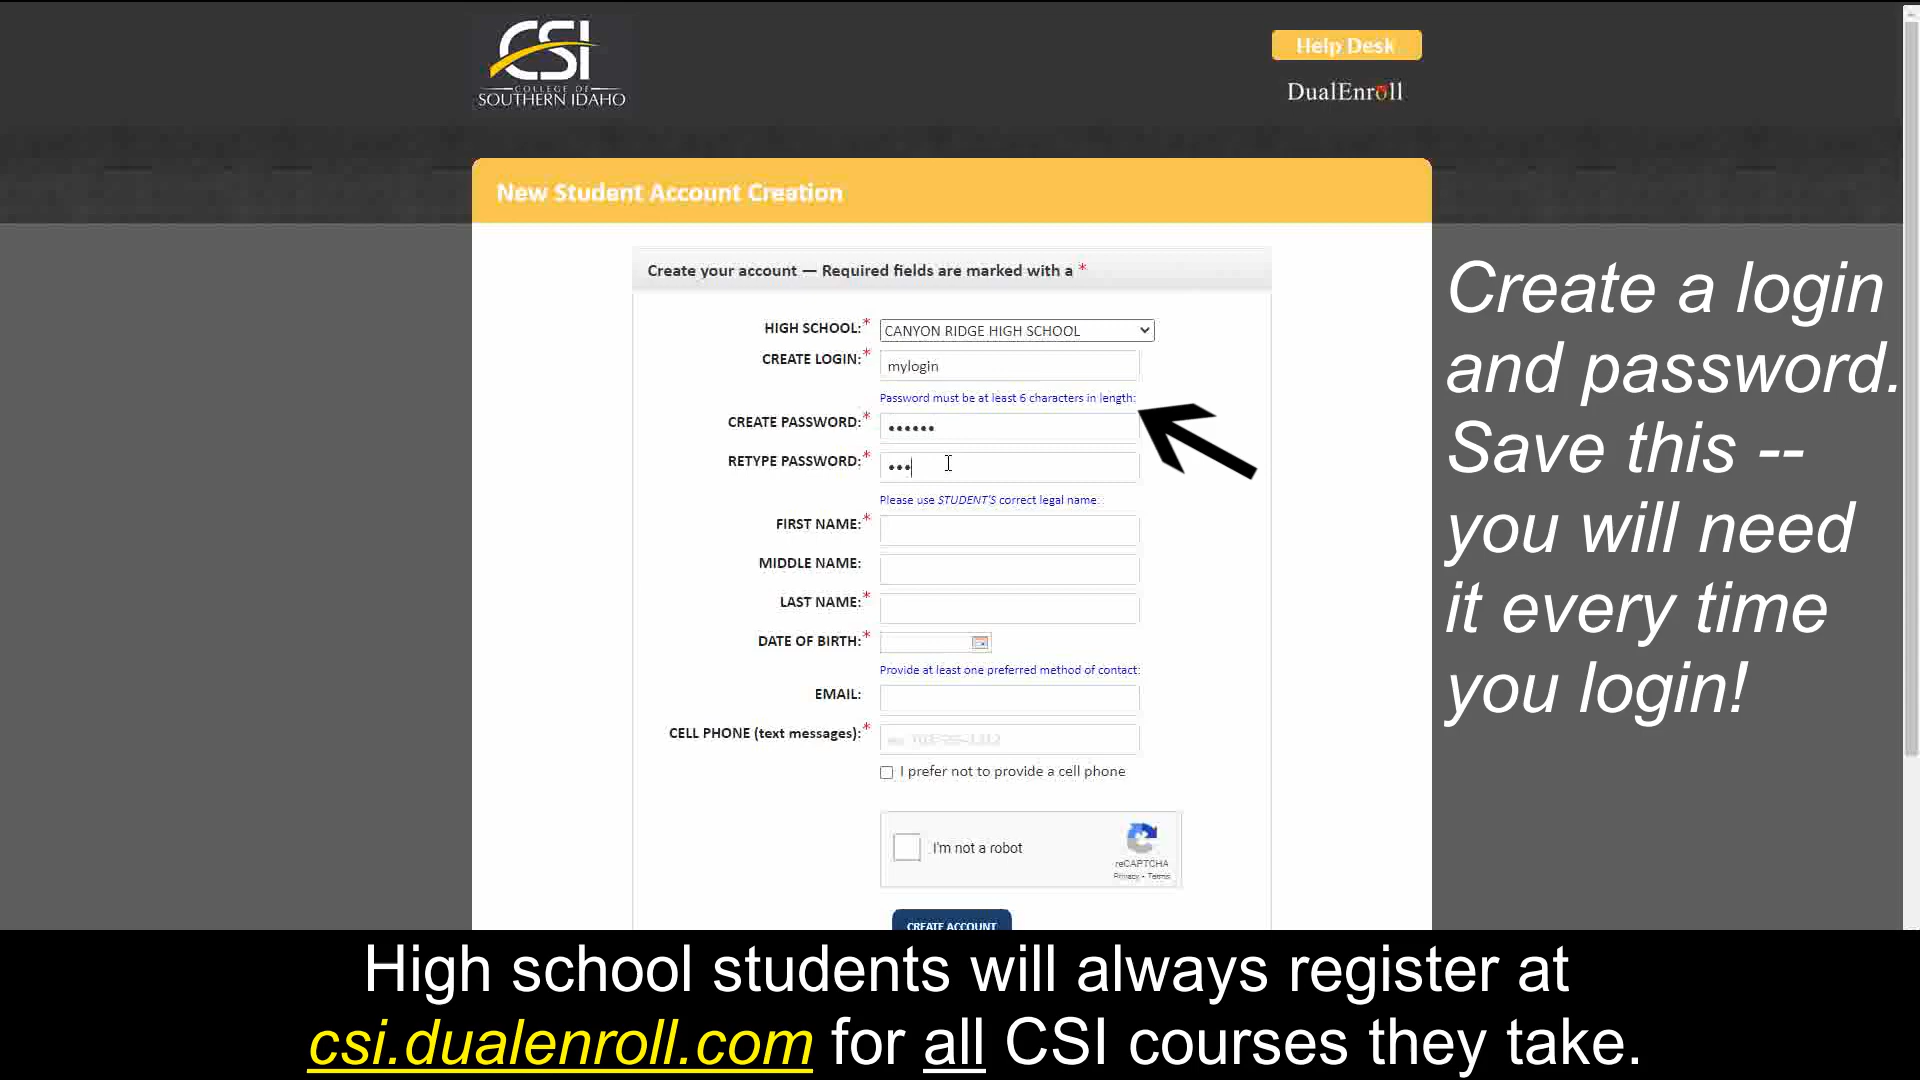 CSI
COLLEGE OF
SOUTHERN IDAHO
Help Desk
DualEnroll
New Student Account Creation
Create your account — Required fields are marked with a *
HIGH SCHOOL:* CANYON RIDGE HIGH SCHOOL
CREATE LOGIN:* mylogin
Password must be at least 6 characters in length:
CREATE PASSWORD:* ••••••
RETYPE PASSWORD:* •••
Please use STUDENT'S correct legal name:
FIRST NAME:*
MIDDLE NAME:
LAST NAME:*
DATE OF BIRTH:*
Provide at least one preferred method of contact:
EMAIL:
CELL PHONE (text messages):*
I prefer not to provide a cell phone
I'm not a robot
reCAPTCHA
Privacy - Terms
CREATE ACCOUNT
Create a login
and password.
Save this --
you will need
it every time
you login!
High school students will always register at
csi.dualenroll.com for all CSI courses they take.